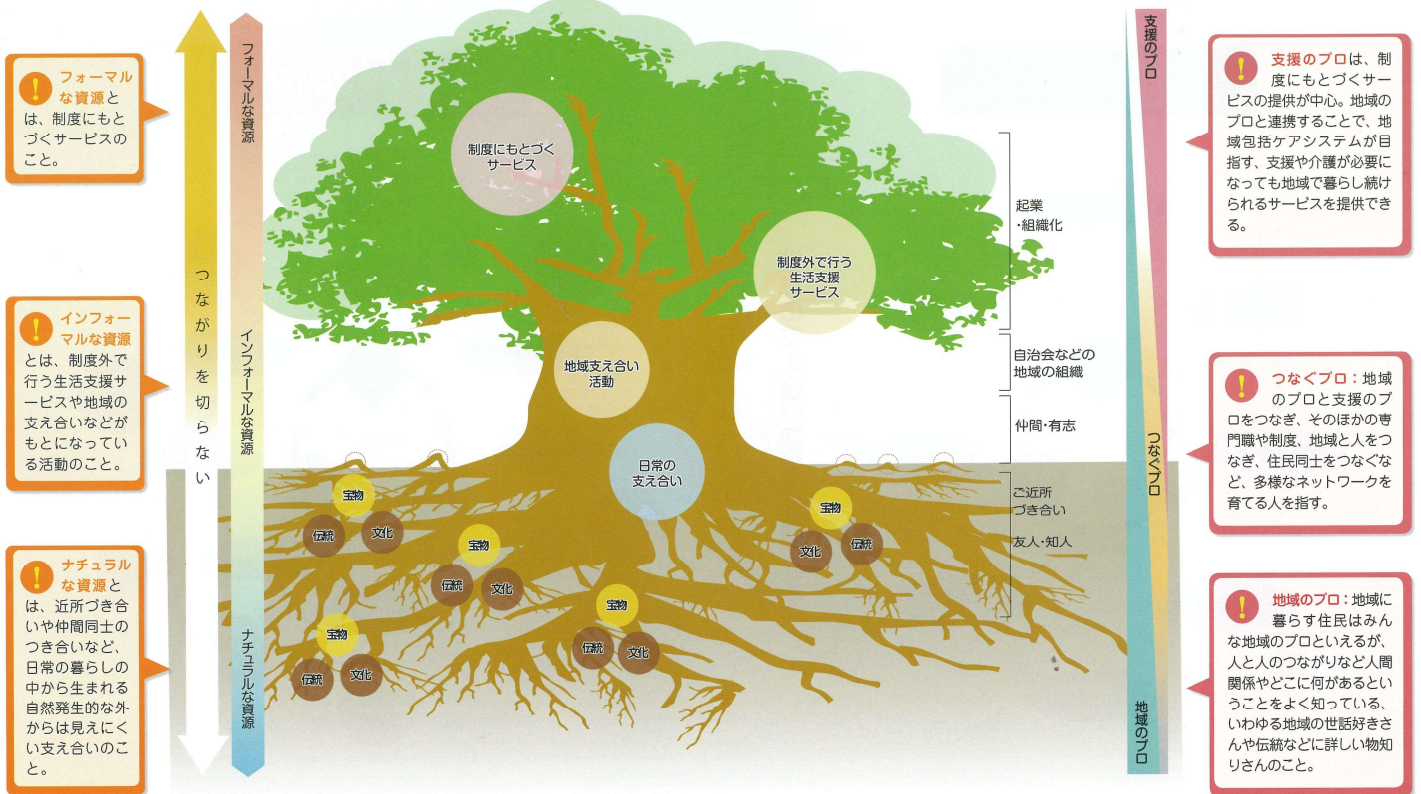 フォーマル
な資源と
は、制度にもと
づくサービスの
こと。
インフォー
マルな資源
とは、制度外で
行う生活支援サ
ービスや地域の
支え合いなどが
もとになってい
る活動のこと。
ナチュラル
な資源と
は、近所づき合
いや仲間同士の
つき合いなど、
日常の暮らしの
中から生まれる
自然発生的な外
からは見えにく
い支え合いのこ
と。
つながりを切らない
フォーマルな資源
インフォーマルな資源
ナチュラルな資源
制度にもとづく
サービス
制度外で行う
生活支援
サービス
地域支え合い
活動
日常の
支え合い
宝物
伝統
文化
宝物
伝統
文化
宝物
伝統
文化
宝物
伝統
文化
宝物
文化
伝統
起業
・組織化
自治会などの
地域の組織
仲間・有志
ご近所
づき合い
友人・知人
支援のプロ
つなぐプロ
地域のプロ
支援のプロは、制
度にもとづくサー
ビスの提供が中心。地域の
プロと連携することで、地
域包括ケアシステムが目
指す、支援や介護が必要に
なっても地域で暮らし続け
られるサービスを提供でき
る。
つなぐプロ：地域
のプロと支援のプ
ロをつなぎ、そのほかの専
門職や制度、地域と人をつ
なぎ、住民同士をつなぐな
ど、多様なネットワークを
育てる人を指す。
地域のプロ：地域に
暮らす住民はみん
な地域のプロといえるが、
人と人のつながりなど人間
関係やどこに何があるとい
うことをよく知っている、
いわゆる地域の世話好きさ
んや伝統などに詳しい物知
りさんのこと。